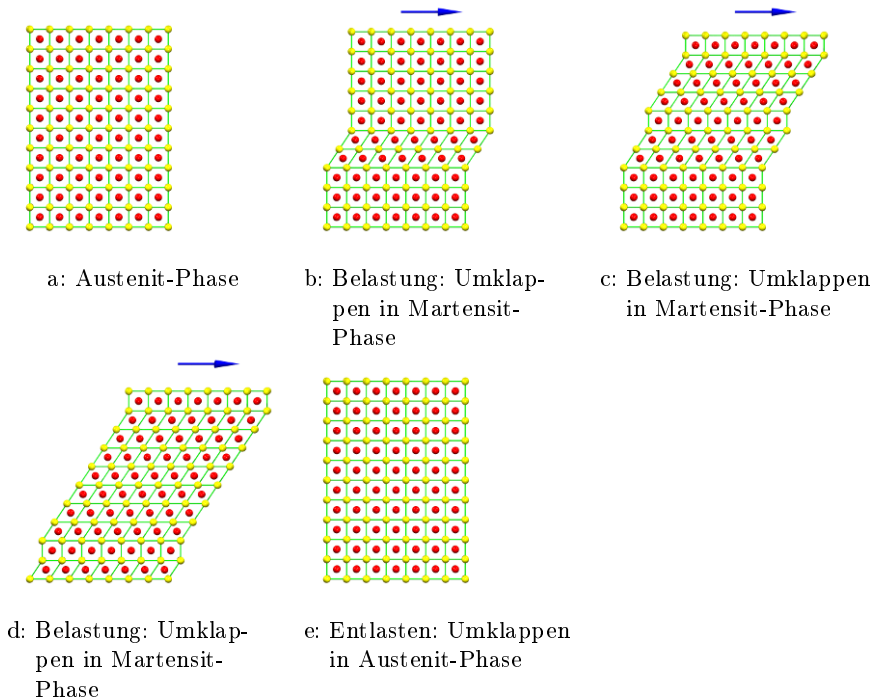 a: Austenit-Phase
b: Belastung: Umklap-
pen in Martensit-
Phase
c: Belastung: Umklappen
in Martensit-Phase
d: Belastung: Umklap-
pen in Martensit-
Phase
e: Entlasten: Umklappen
in Austenit-Phase